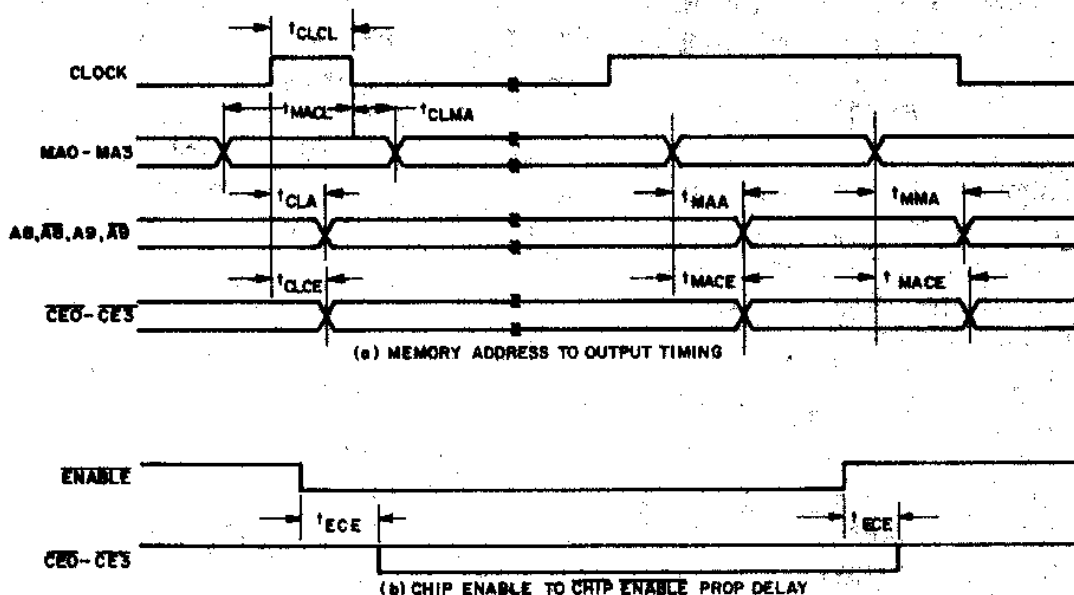 tCLCL
CLOCK
tMACL tCLMA
MA0-MA3
tCLA tMAA tMMA
A8, A̅8̅, A9, A̅9̅
tCLCE tMACE tMACE
C̅E̅0̅-C̅E̅3̅
(a) MEMORY ADDRESS TO OUTPUT TIMING
E̅N̅A̅B̅L̅E̅
tECE tECE
C̅E̅0̅-C̅E̅3̅
(b) CHIP ENABLE TO C̅H̅I̅P̅ E̅N̅A̅B̅L̅E̅ PROP DELAY